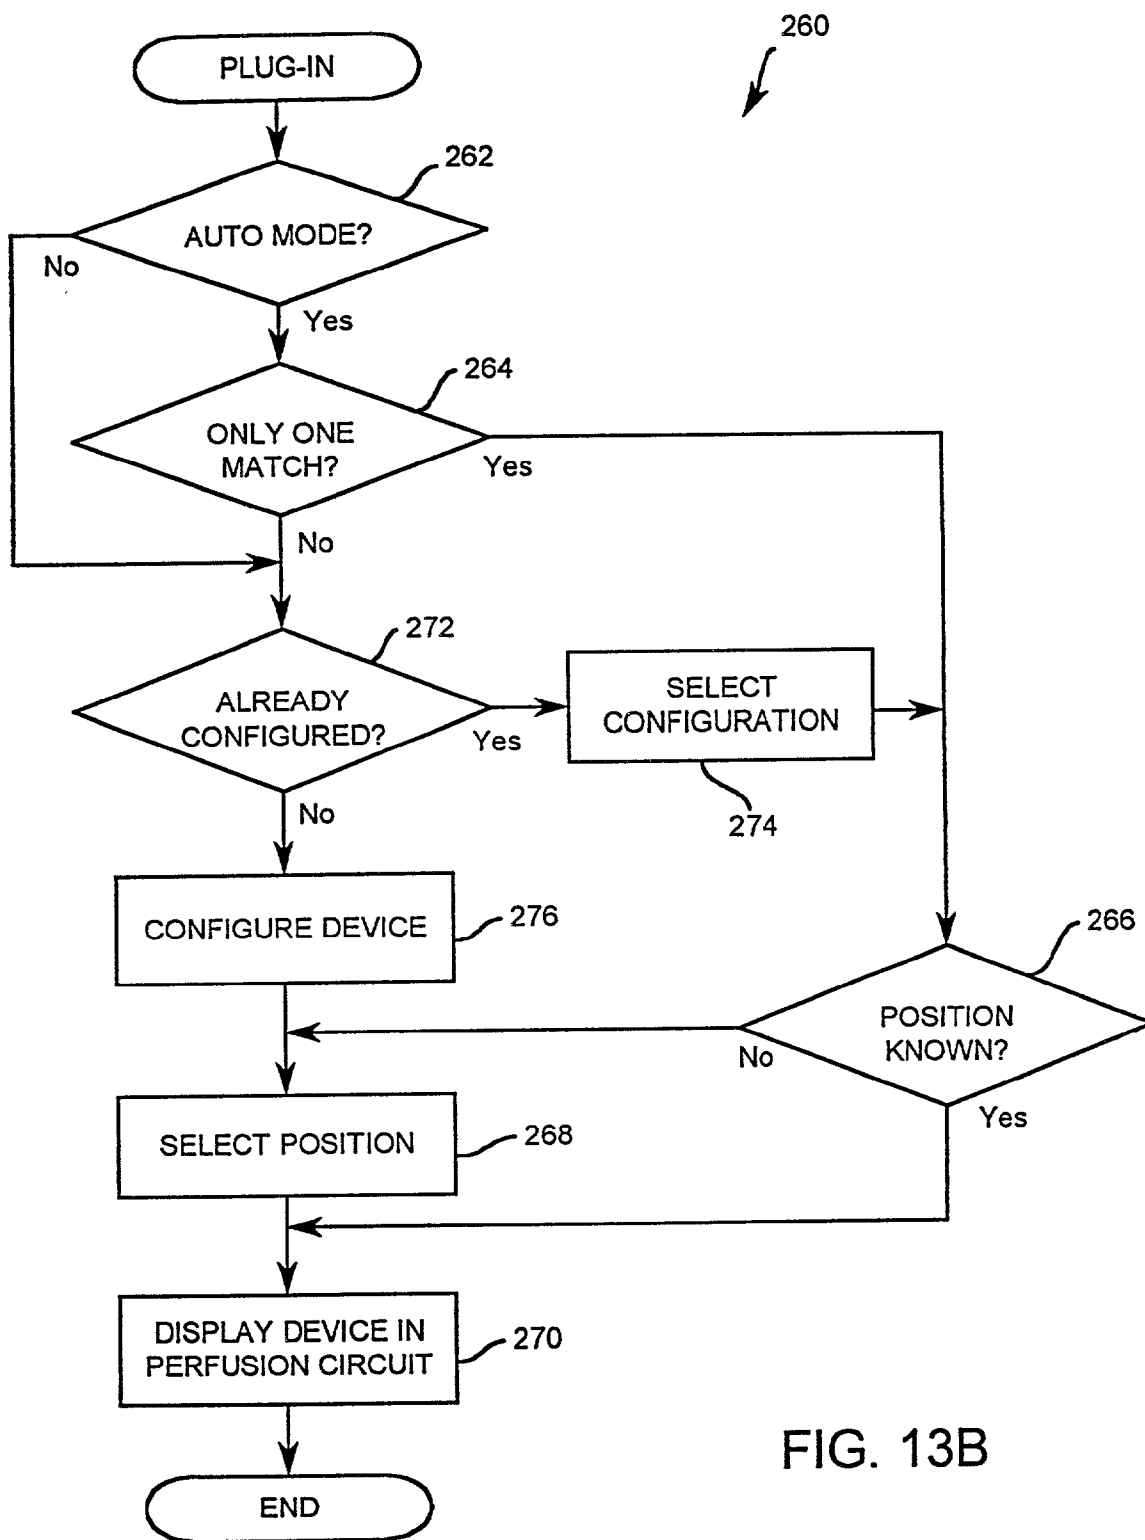 260
PLUG-IN
262
AUTO MODE?
No
Yes
264
ONLY ONE
MATCH?
Yes
No
272
ALREADY
CONFIGURED?
Yes
SELECT
CONFIGURATION
274
No
CONFIGURE DEVICE
276
266
POSITION
KNOWN?
No
Yes
SELECT POSITION
268
DISPLAY DEVICE IN
PERFUSION CIRCUIT
270
FIG. 13B
END